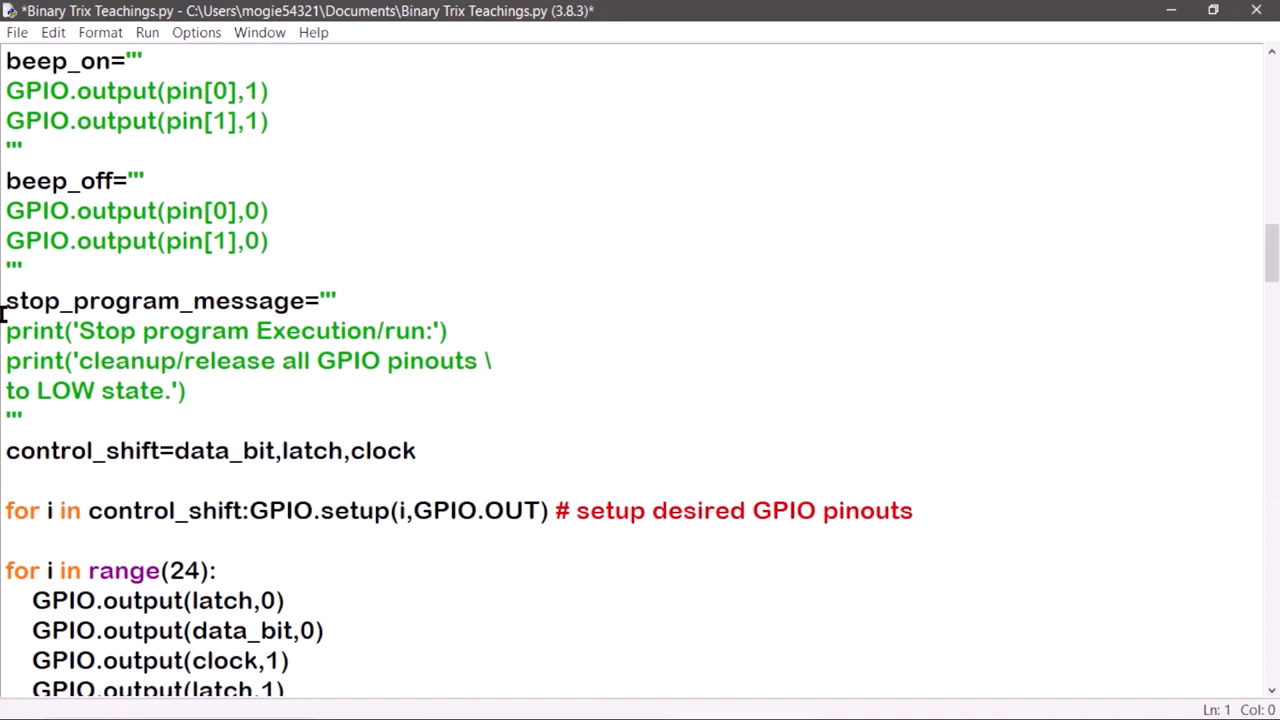 *Binary Trix Teachings.py - C:\Users\mogie54321\Documents\Binary Trix Teachings.py (3.8.3)*
File Edit Format Run Options Window Help
beep_on='''
GPIO.output(pin[0],1)
GPIO.output(pin[1],1)
'''
beep_off='''
GPIO.output(pin[0],0)
GPIO.output(pin[1],0)
'''
stop_program_message='''
print('Stop program Execution/run:')
print('cleanup/release all GPIO pinouts \
to LOW state.')
'''
control_shift=data_bit,latch,clock
for i in control_shift:GPIO.setup(i,GPIO.OUT) # setup desired GPIO pinouts
for i in range(24):
GPIO.output(latch,0)
GPIO.output(data_bit,0)
GPIO.output(clock,1)
GPIO.output(latch,1)
Ln: 1 Col: 0